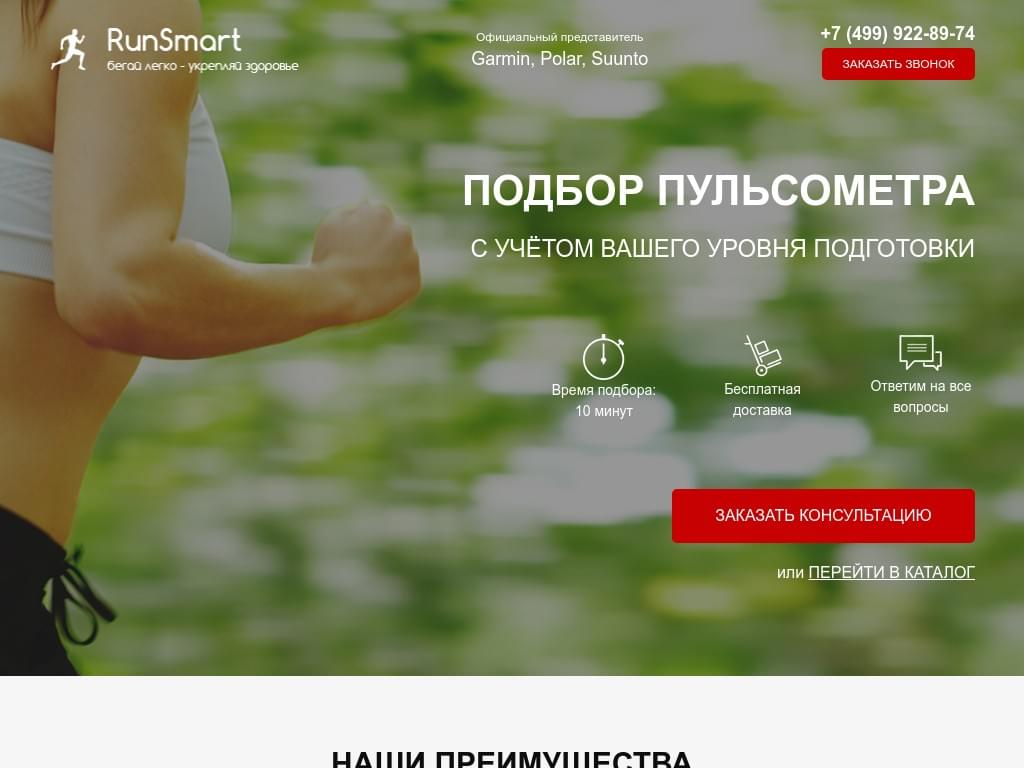 RunSmart
бегай легко - укрепляй здоровье
Официальный представитель
Garmin, Polar, Suunto
+7 (499) 922-89-74
ЗАКАЗАТЬ ЗВОНОК
ПОДБОР ПУЛЬСОМЕТРА
С УЧЁТОМ ВАШЕГО УРОВНЯ ПОДГОТОВКИ
Время подбора:
10 минут
Бесплатная
доставка
Ответим на все
вопросы
ЗАКАЗАТЬ КОНСУЛЬТАЦИЮ
или ПЕРЕЙТИ В КАТАЛОГ
НАШИ ПРЕИМУЩЕСТВА